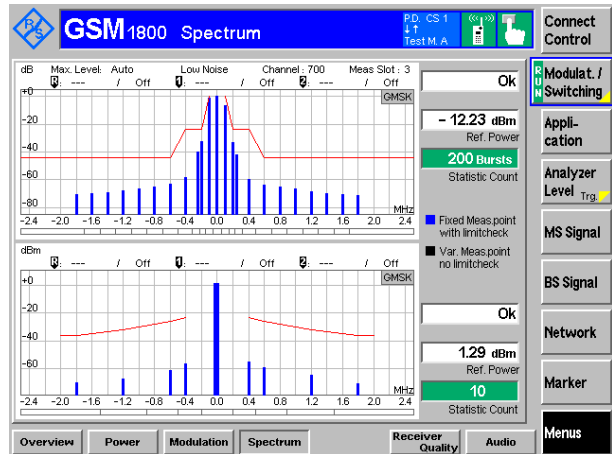 R&S GSM1800 Spectrum
P.D. CS 1
Test M. A
Connect Control
dB Max. Level: Auto Low Noise Channel : 700 Meas Slot : 3
R: --- / Off 1: --- / Off 2: --- / Off
GMSK
+0
-20
-40
-60
-80
MHz
-2.4 -2.0 -1.6 -1.2 -0.8 -0.4 0.0 0.4 0.8 1.2 1.6 2.0 2.4
Ok
- 12.23 dBm
Ref. Power
200 Bursts
Statistic Count
Fixed Meas.point
with limitcheck
Var. Meas.point
no limitcheck
dBm
R: --- / Off 1: --- / Off 2: --- / Off
GMSK
+0
-20
-40
-60
MHz
-2.4 -2.0 -1.6 -1.2 -0.8 -0.4 0.0 0.4 0.8 1.2 1.6 2.0 2.4
Ok
1.29 dBm
Ref. Power
10
Statistic Count
RUN
Modulat. /
Switching
Appli-
cation
Analyzer
Level Trg.
MS Signal
BS Signal
Network
Marker
Menus
Overview Power Modulation Spectrum Receiver Quality Audio